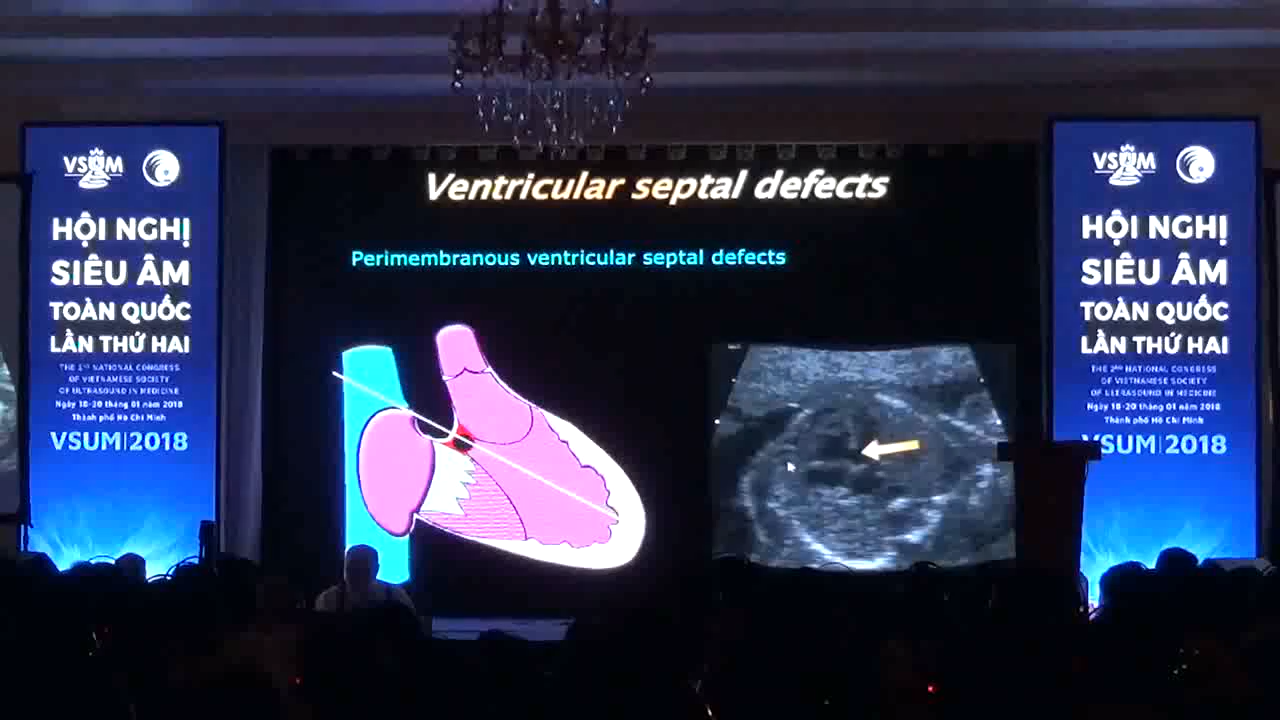 VSUM
HỘI NGHỊ
SIÊU ÂM
TOÀN QUỐC
LẦN THỨ HAI
THE 2ND NATIONAL CONGRESS
OF VIETNAMESE SOCIETY
OF ULTRASOUND IN MEDICINE
Ngày 18-20 tháng 01 năm 2018
Thành phố Hồ Chí Minh
VSUM|2018
Ventricular septal defects
Perimembranous ventricular septal defects
VSUM
HỘI NGHỊ
SIÊU ÂM
TOÀN QUỐC
LẦN THỨ HAI
THE 2ND NATIONAL CONGRESS
OF VIETNAMESE SOCIETY
OF ULTRASOUND IN MEDICINE
Ngày 18-20 tháng 01 năm 2018
Thành phố Hồ Chí Minh
VSUM|2018